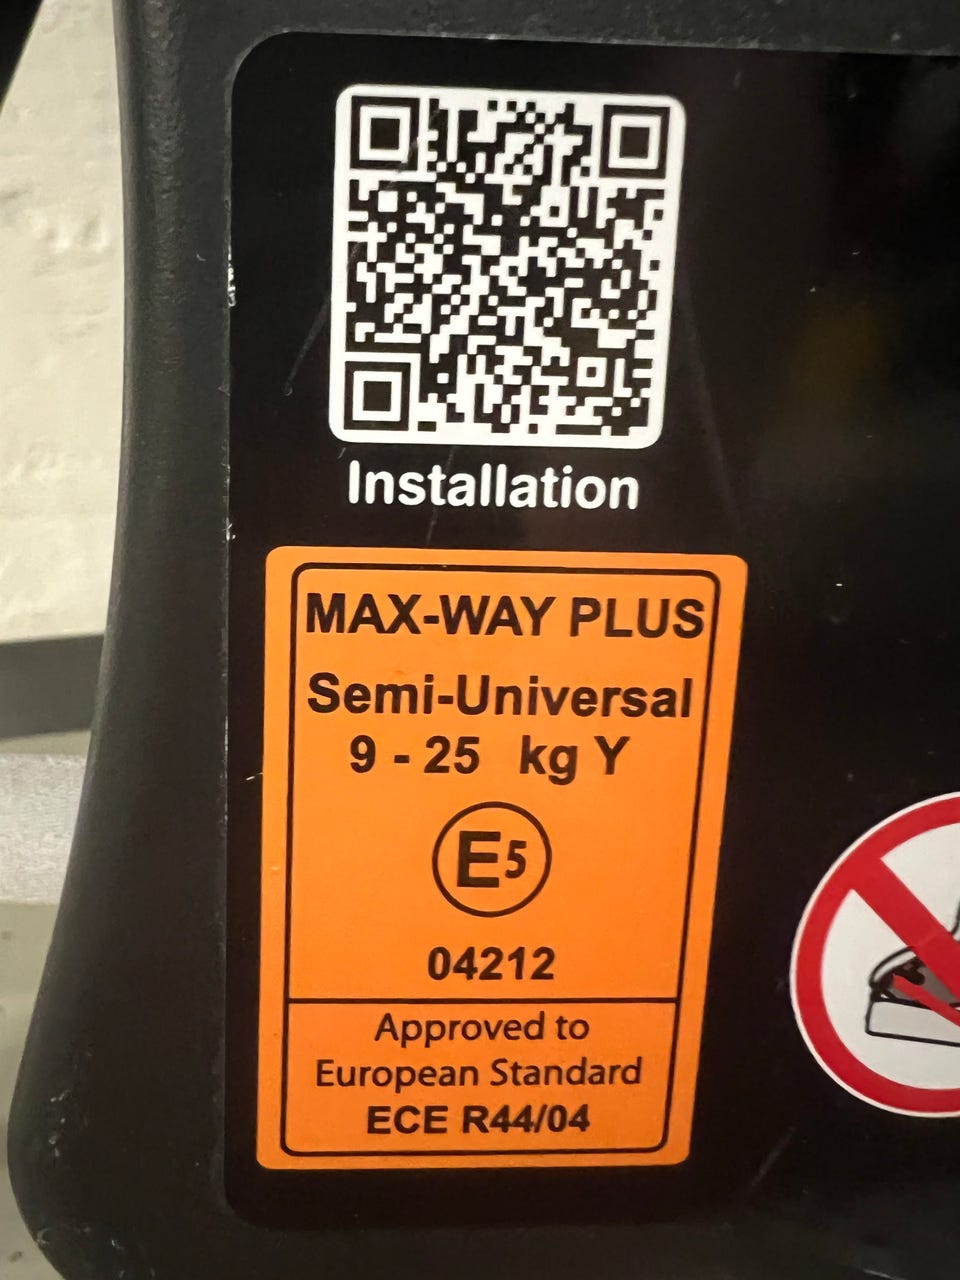 Installation
MAX-WAY PLUS
Semi-Universal
9 - 25 kg Y
E5
04212
Approved to
European Standard
ECE R44/04